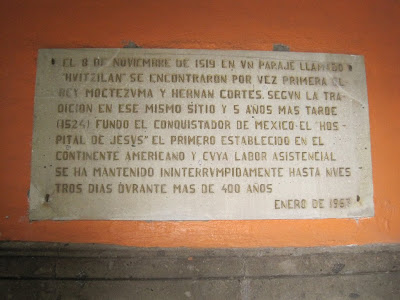 EL 8 DE NOVIEMBRE DE 1519 EN VN PARAJE LLAMADO
"HVITZILAN" SE ENCONTRARON POR VEZ PRIMERA EL
REY MOCTEZVMA Y HERNAN CORTES. SEGVN LA TRA-
DICION EN ESE MISMO SITIO Y 5 AÑOS MAS TARDE
(1524) FUNDO EL CONQUISTADOR DE MEXICO EL "HOS-
PITAL DE JESVS" EL PRIMERO ESTABLECIDO EN EL
CONTINENTE AMERICANO Y CVYA LABOR ASISTENCIAL
SE HA MANTENIDO ININTERRVMPIDAMENTE HASTA NVES
TROS DIAS DVRANTE MAS DE 400 AÑOS
ENERO DE